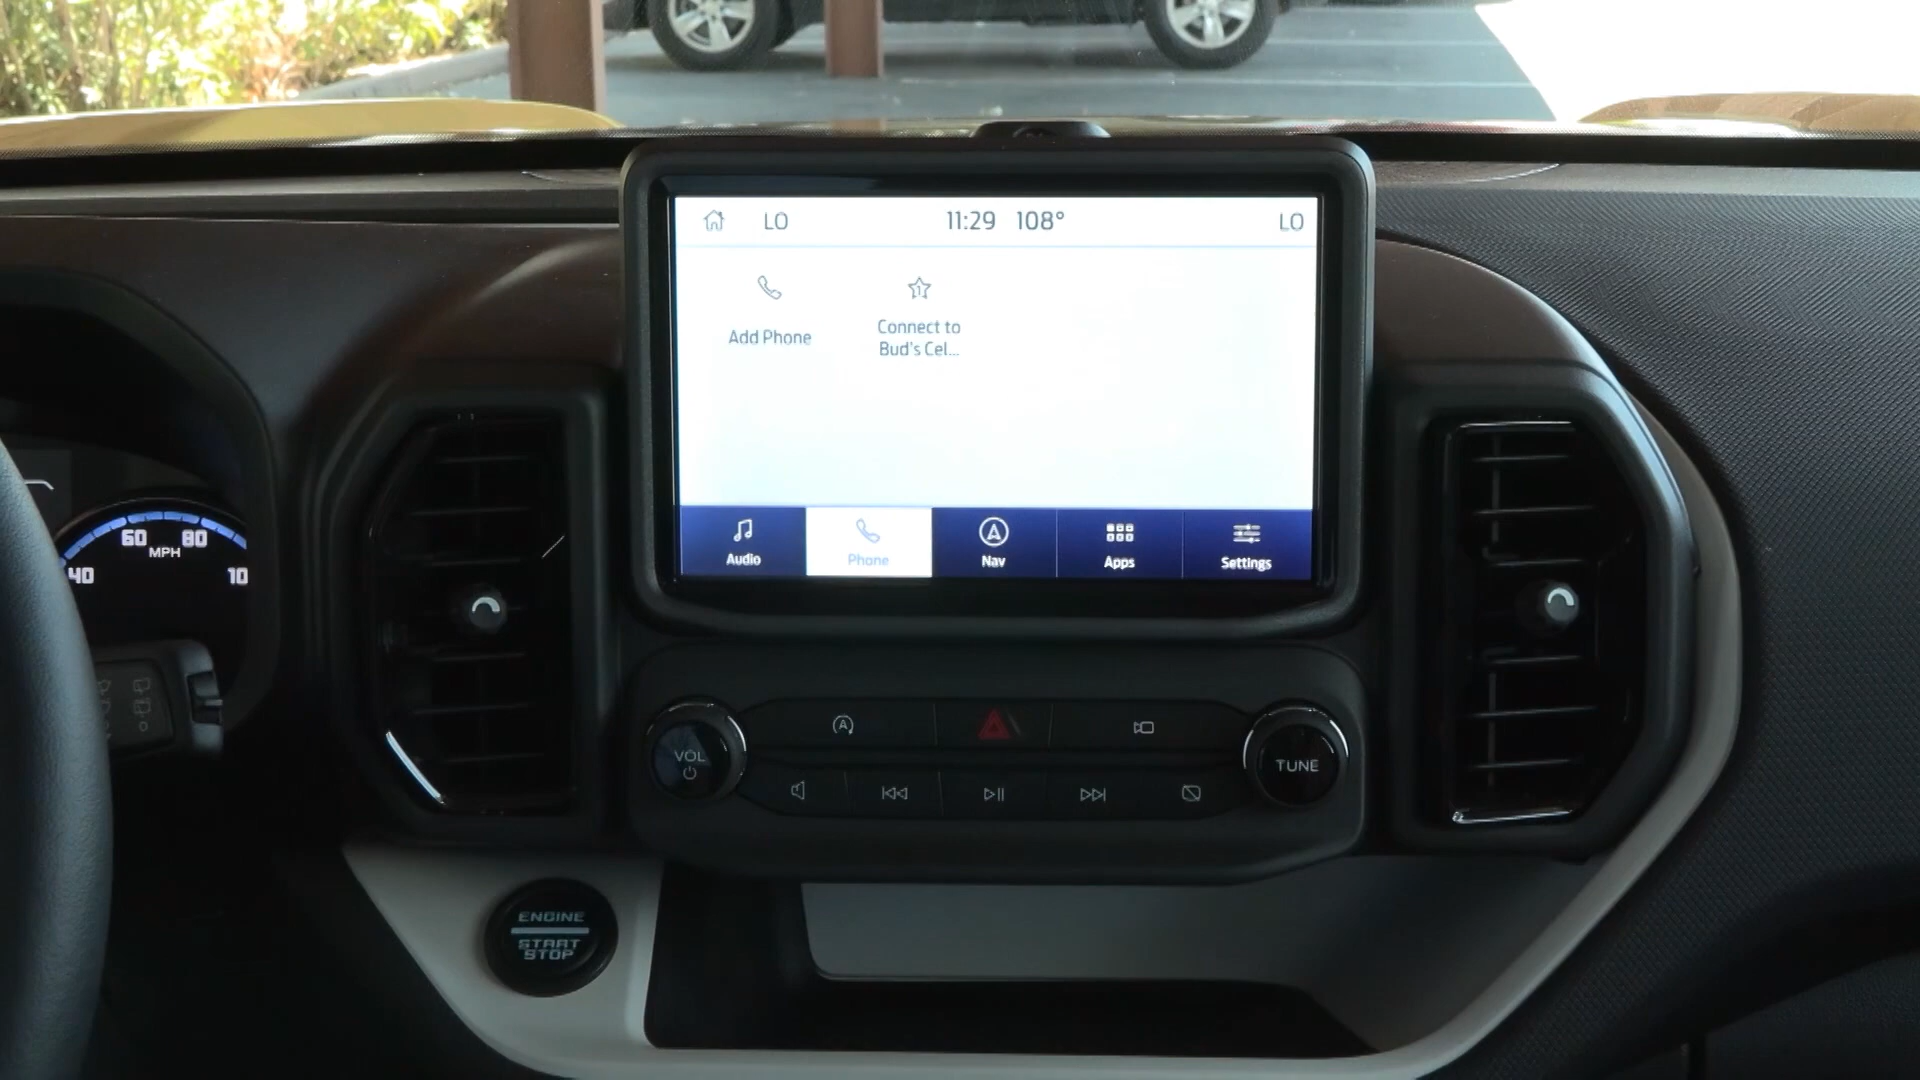 LO 11:29 108° LO
1
Add Phone
Connect to
Bud's Cel...
Audio
Phone
Nav
Apps
Settings
60 80
MPH
40
10
A
VOL
TUNE
ENGINE
START
STOP